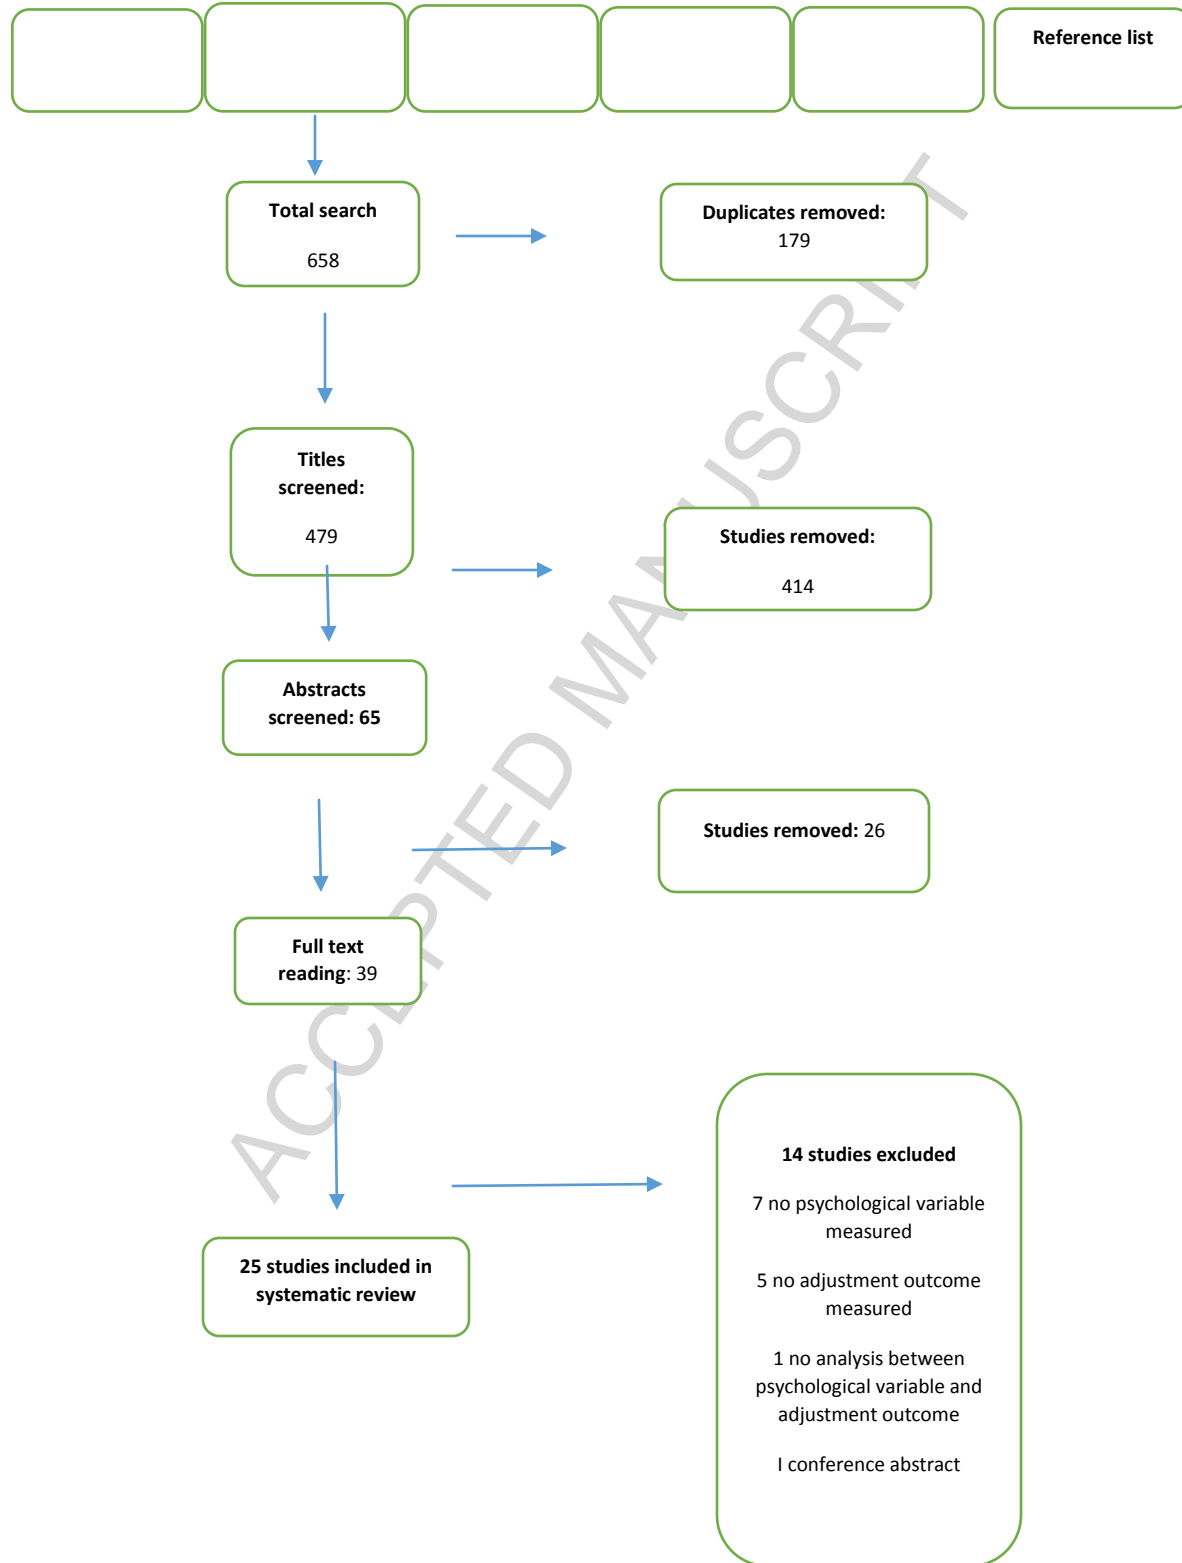 Reference list
Total search
658
Duplicates removed:
179
Titles
screened:
479
Studies removed:
414
Abstracts
screened: 65
Studies removed: 26
Full text
reading: 39
14 studies excluded
7 no psychological variable
measured
5 no adjustment outcome
measured
1 no analysis between
psychological variable and
adjustment outcome
I conference abstract
25 studies included in
systematic review
ACCEPTED MANUSCRIPT